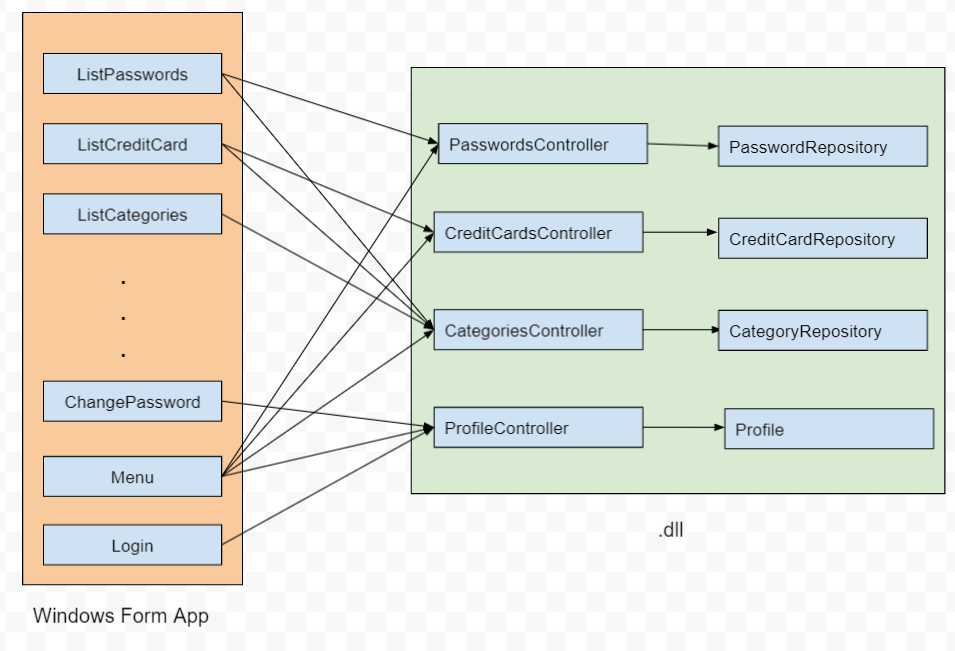 ListPasswords
ListCreditCard
ListCategories
.
.
.
ChangePassword
Menu
Login
Windows Form App
PasswordsController
PasswordRepository
CreditCardsController
CreditCardRepository
CategoriesController
CategoryRepository
ProfileController
Profile
.dll